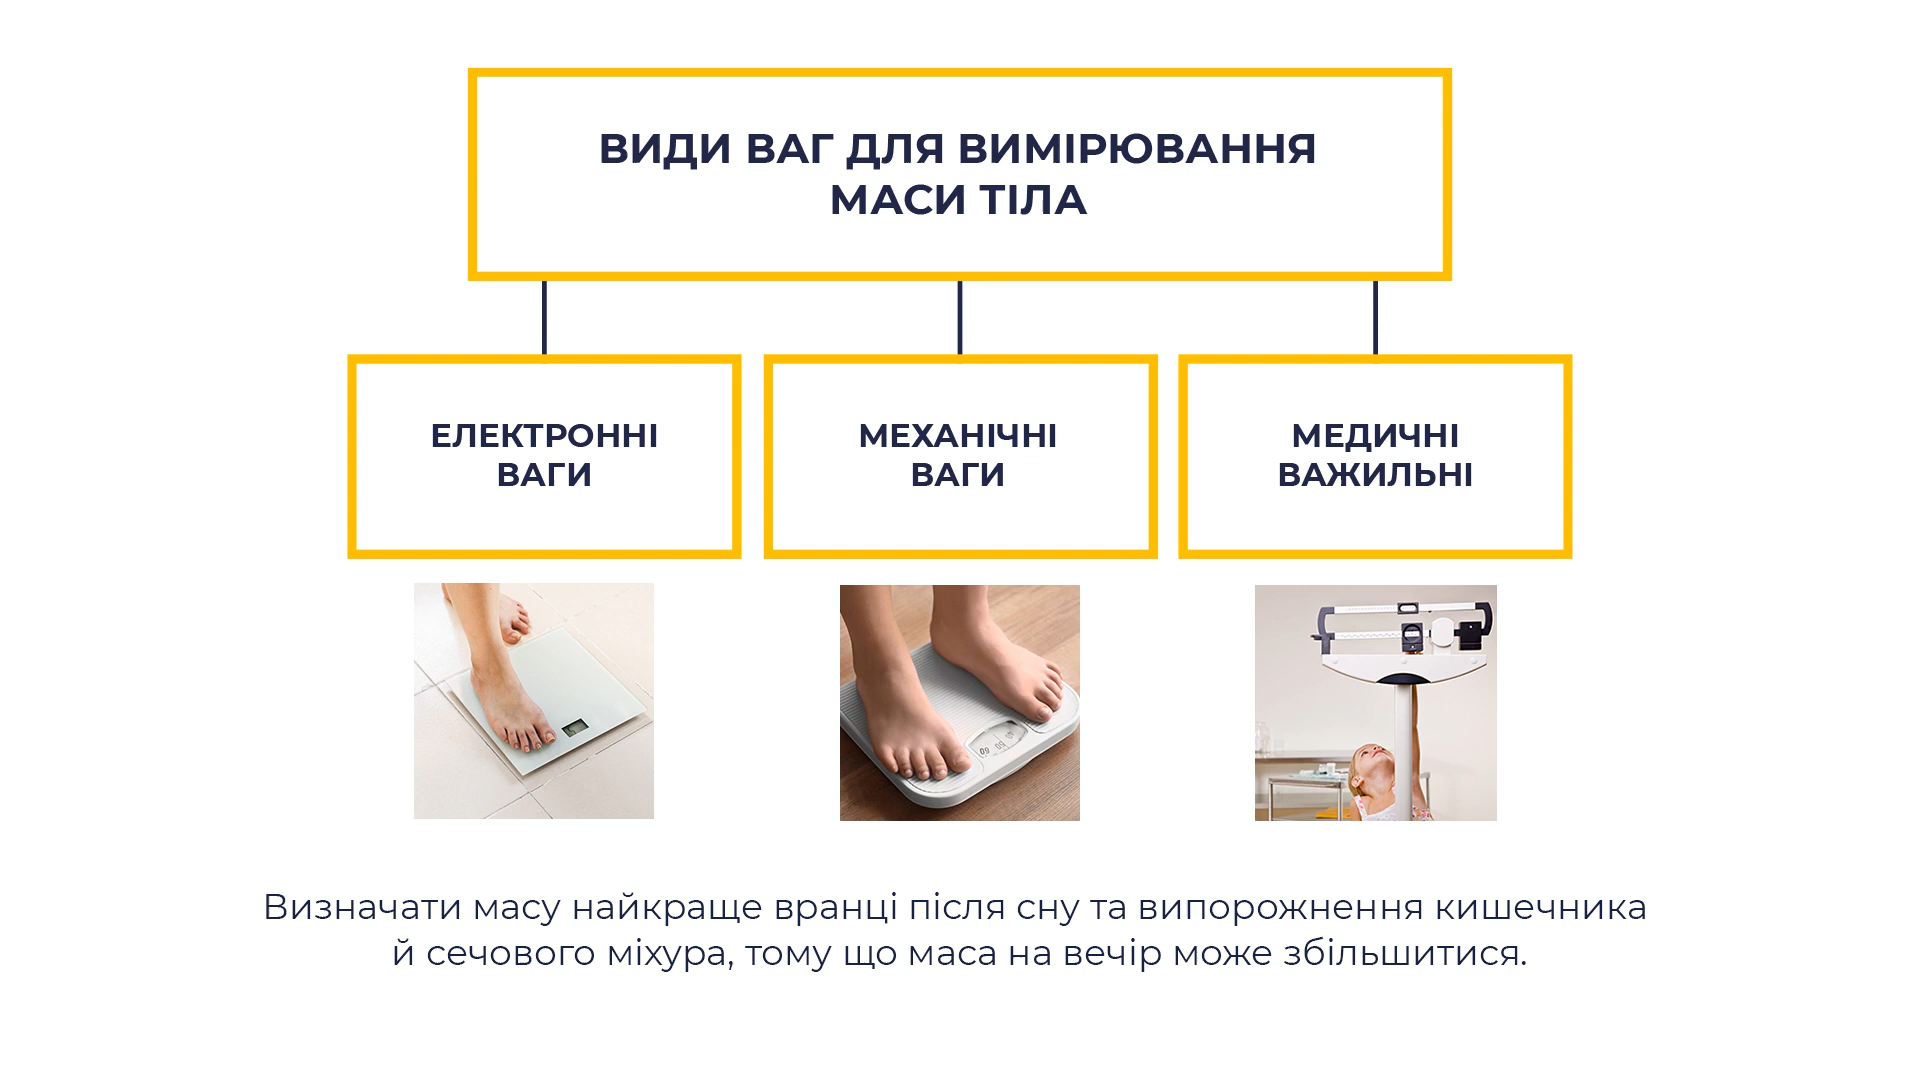 ВИДИ ВАГ ДЛЯ ВИМІРЮВАННЯ
МАСИ ТІЛА
ЕЛЕКТРОННІ
ВАГИ
МЕХАНІЧНІ
ВАГИ
МЕДИЧНІ
ВАЖИЛЬНІ
Визначати масу найкраще вранці після сну та випорожнення кишечника
й сечового міхура, тому що маса на вечір може збільшитися.